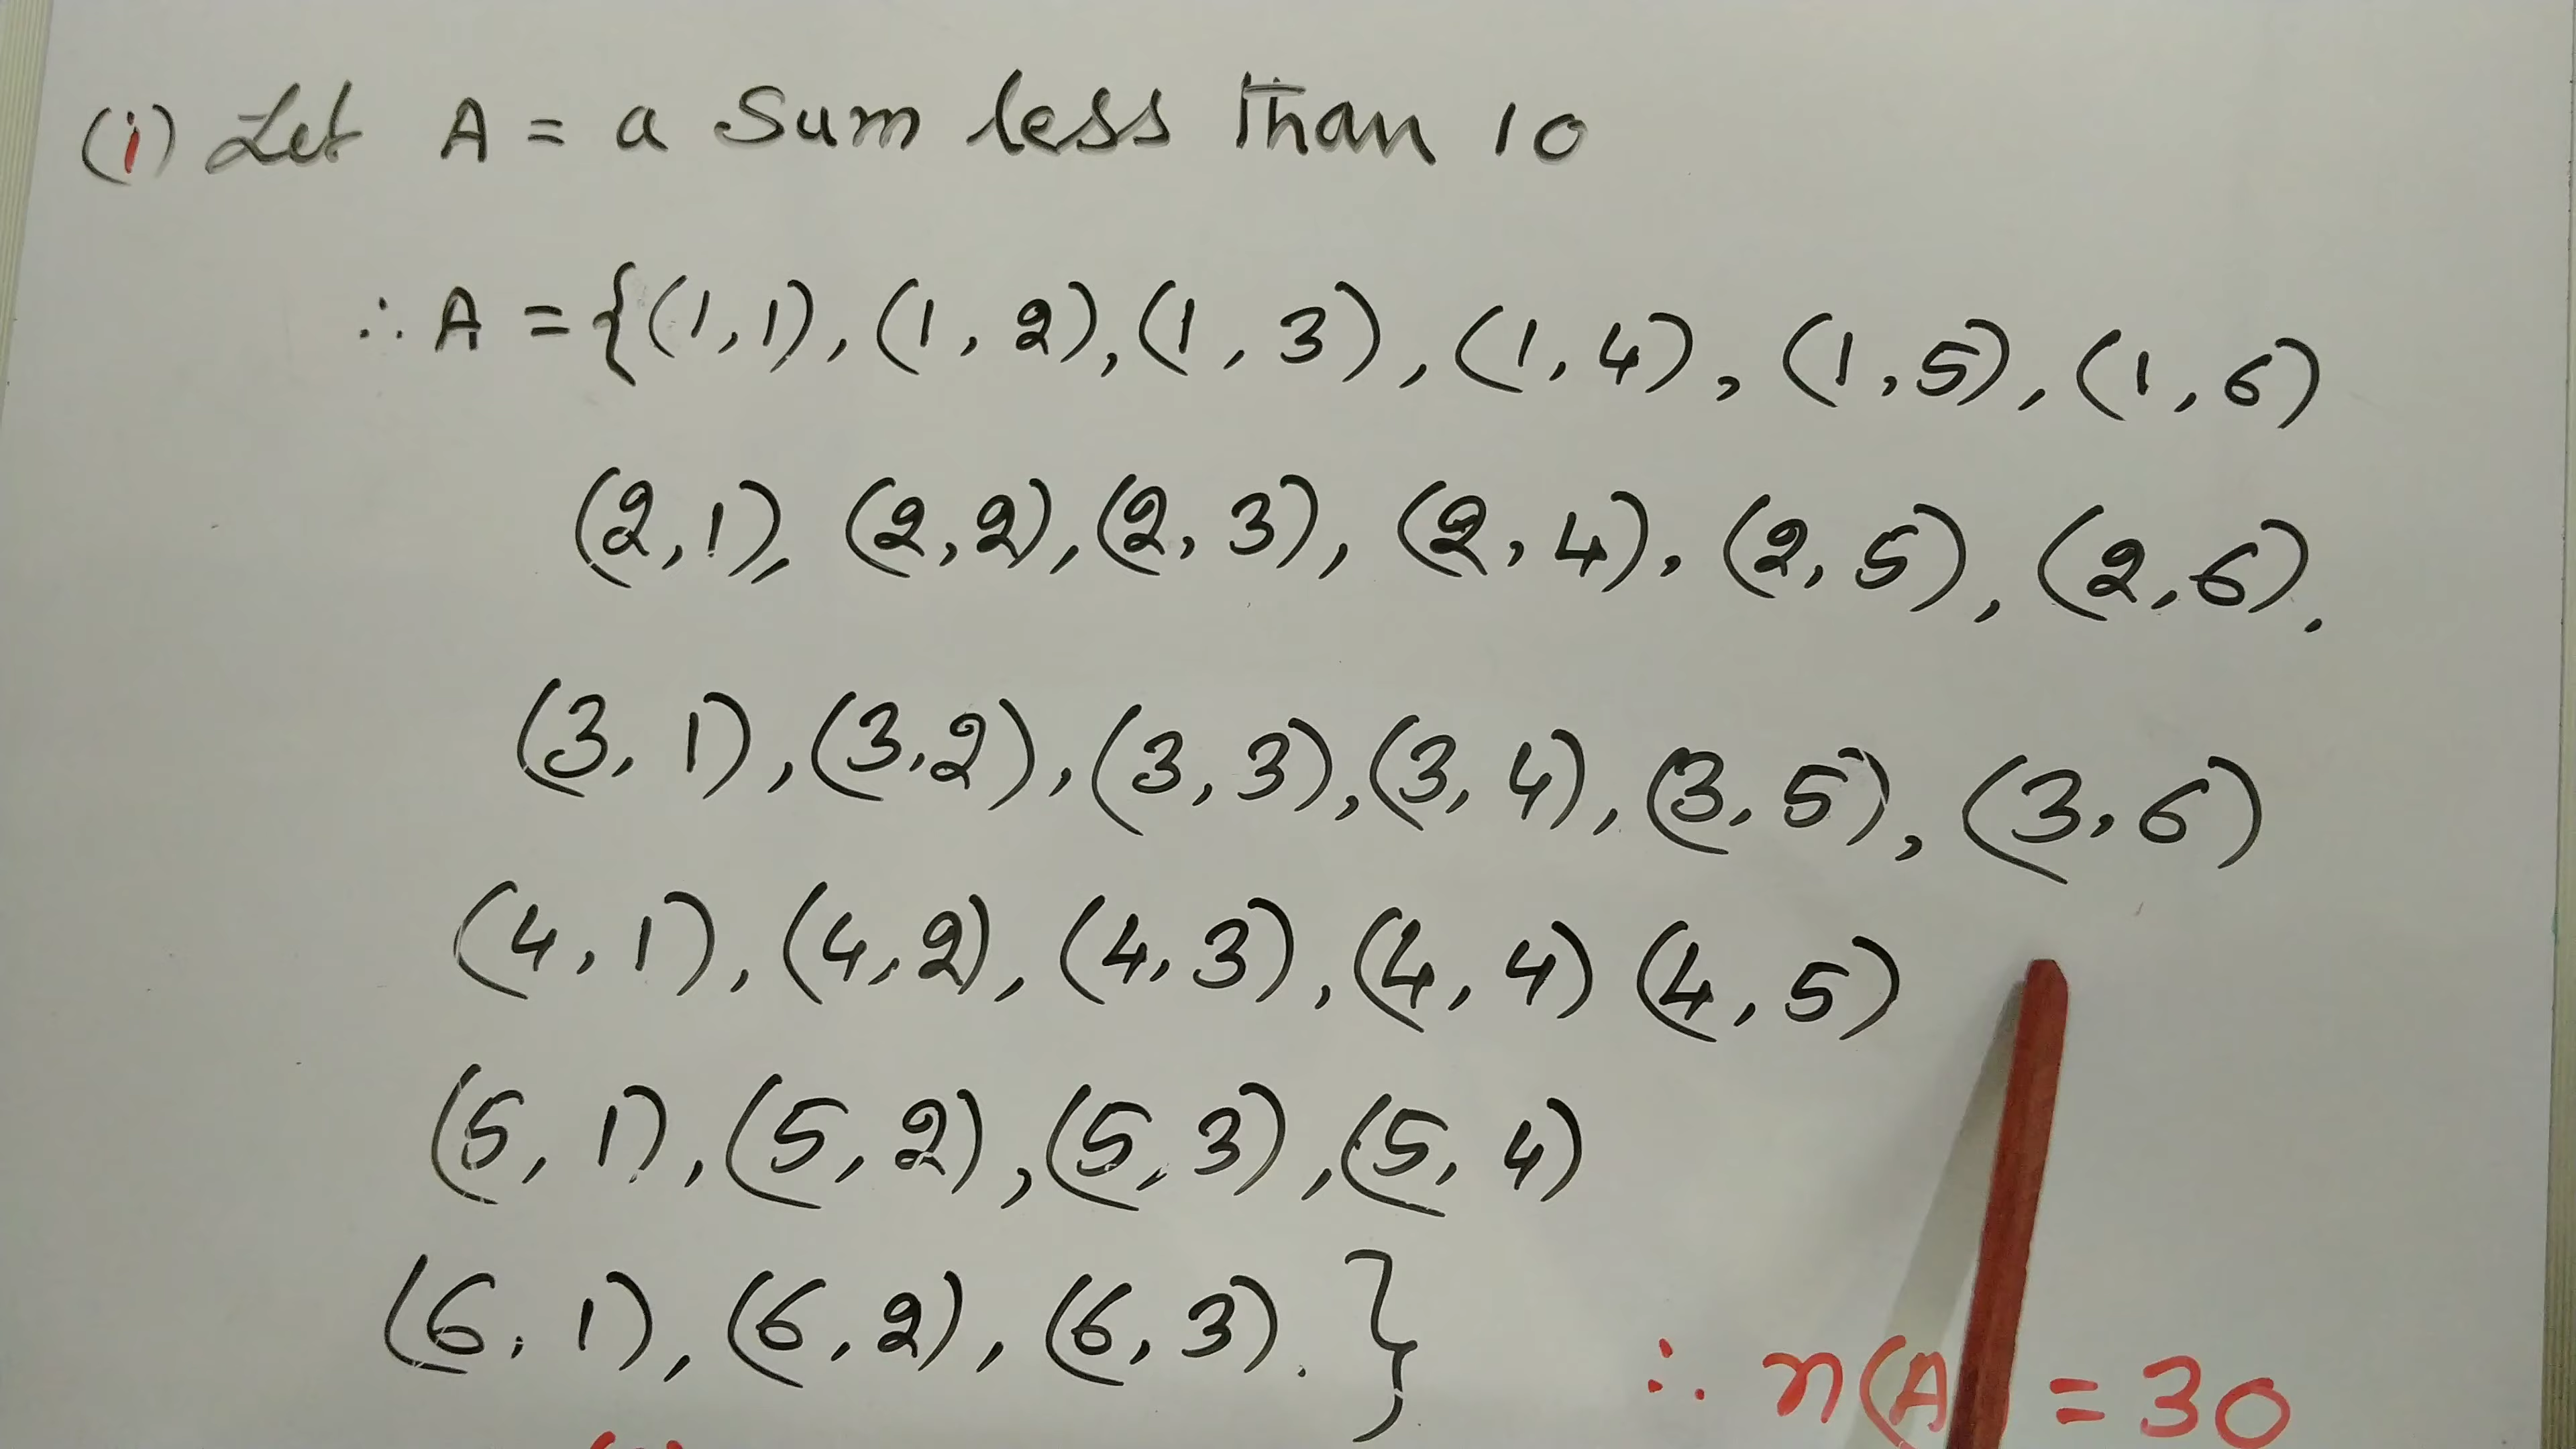 (i) Let A = a Sum less Than 10
∴ A = {(1,1), (1, 2), (1, 3), (1, 4), (1, 5), (1, 6)
(2,1), (2,2), (2, 3), (2, 4), (2, 5), (2, 6).
(3, 1), (3,2), (3, 3), (3, 4), (3, 5), (3, 6)
(4, 1), (4,2), (4, 3), (4, 4) (4, 5)
(5, 1), (5, 2), (5, 3), (5, 4)
(6, 1), (6, 2), (6, 3). }
∴ n(A) = 30